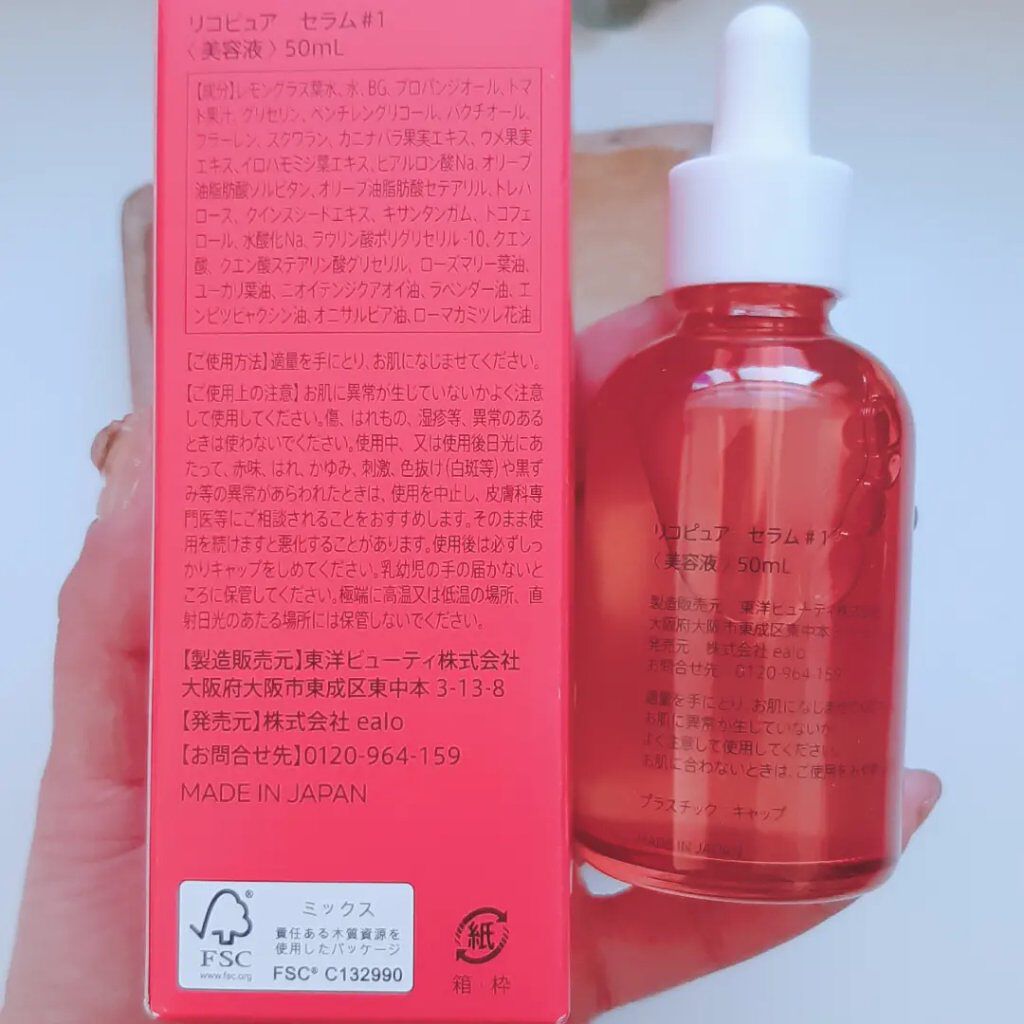 リコピュア　セラム#1
〈美容液〉50mL
【成分】レモングラス葉水、水、BG、プロパンジオール、トマ
ト果汁、グリセリン、ペンチレングリコール、バクチオール、
フラーレン、スクワラン、カニナバラ果実エキス、ウメ果実
エキス、イロハモミジ葉エキス、ヒアルロン酸Na、オリーブ
油脂肪酸ソルビタン、オリーブ油脂肪酸セテアリル、トレハ
ロース、クインスシードエキス、キサンタンガム、トコフェ
ロール、水酸化Na、ラウリン酸ポリグリセリル-10、クエン
酸、クエン酸ステアリン酸グリセリル、ローズマリー葉油、
ユーカリ葉油、ニオイテンジクアオイ油、ラベンダー油、エ
ンピツビャクシン油、オニサルビア油、ローマカミツレ花油
【ご使用方法】適量を手にとり、お肌になじませてください。
【ご使用上の注意】お肌に異常が生じていないかよく注意
して使用してください。傷、はれもの、湿疹等、異常のある
ときは使わないでください。使用中、又は使用後日光にあ
たって、赤味、はれ、かゆみ、刺激、色抜け(白斑等)や黒ず
み等の異常があらわれたときは、使用を中止し、皮膚科専
門医等にご相談されることをおすすめします。そのまま使
用を続けますと悪化することがあります。使用後は必ずしっ
かりキャップをしめてください。乳幼児の手の届かないと
ころに保管してください。極端に高温又は低温の場所、直
射日光のあたる場所には保管しないでください。
【製造販売元】東洋ビューティ株式会社
大阪府大阪市東成区東中本 3-13-8
【発売元】株式会社 ealo
【お問合せ先】0120-964-159
MADE IN JAPAN
FSC®
www.fsc.org
ミックス
責任ある木質資源を
使用したパッケージ
FSC® C132990
紙
箱・枠
リコピュア　セラム#1
〈美容液〉50mL
製造販売元　東洋ビューティ株式会社
大阪府大阪市東成区東中本
発売元　株式会社 ealo
お問合せ先　0120-964-159
適量を手にとり、お肌になじませ
お肌に異常が生じていないか
よく注意して使用してください。
お肌に合わないときは、ご使用を
プラスチック　キャップ
MADE IN JAPAN